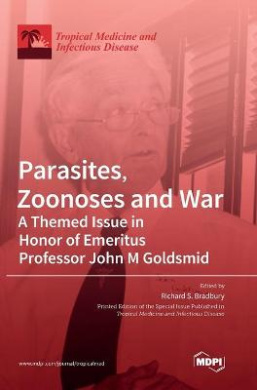 Tropical Medicine and
Infectious Disease
Parasites,
Zoonoses and War
A Themed Issue in
Honor of Emeritus
Professor John M Goldsmid
Edited by
Richard S. Bradbury
Printed Edition of the Special Issue Published in
Tropical Medicine and Infectious Disease
www.mdpi.com/journal/tropicalmed
MDPI